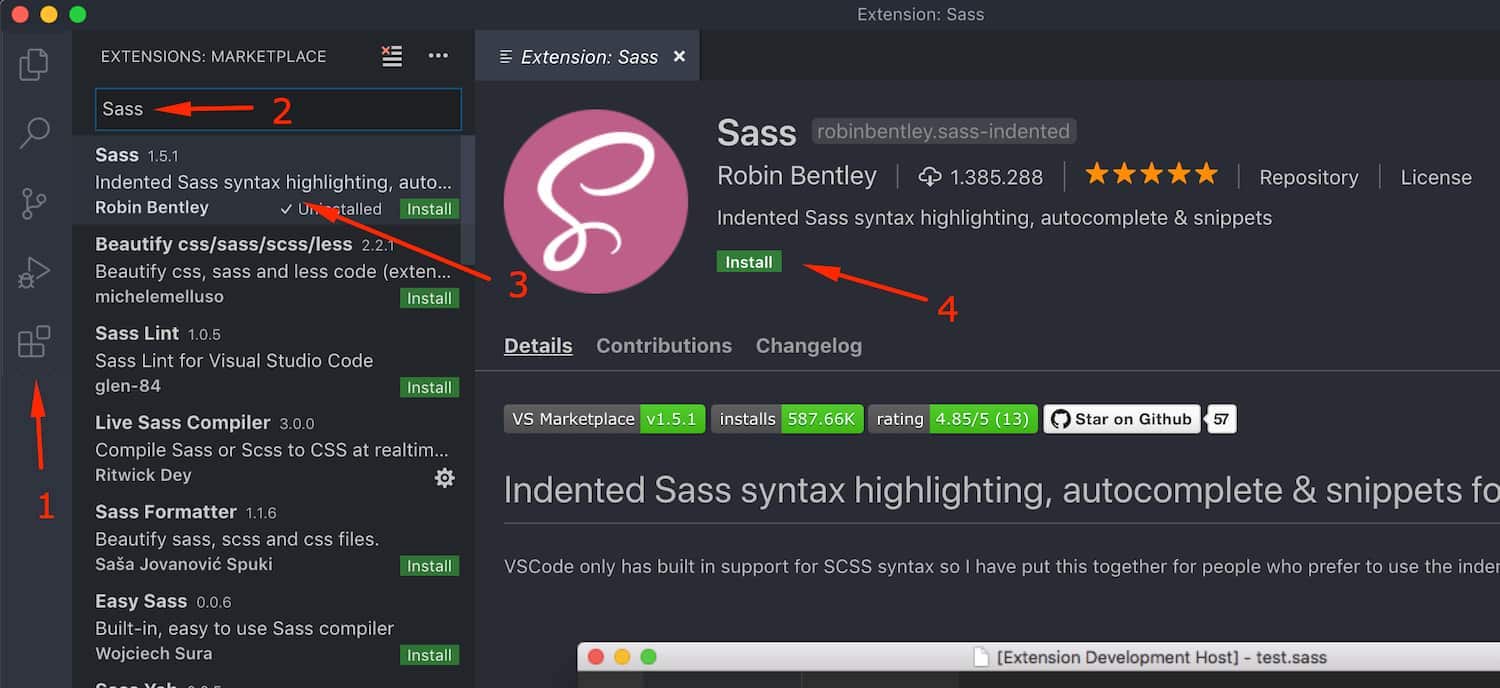 Extension: Sass
EXTENSIONS: MARKETPLACE
Extension: Sass
Sass
2
Sass 1.5.1
Indented Sass syntax highlighting, auto...
Robin Bentley Uninstalled Install
Beautify css/sass/scss/less 2.2.1
Beautify css, sass and less code (exten...
michelemelluso
Install
Sass Lint 1.0.5
Sass Lint for Visual Studio Code
glen-84
Install
Live Sass Compiler 3.0.0
Compile Sass or Scss to CSS at realtim...
Ritwick Dey
1
Sass Formatter 1.1.6
Beautify sass, scss and css files.
Saša Jovanović Spuki
Install
Easy Sass 0.0.6
Built-in, easy to use Sass compiler
Wojciech Sura
Install
Sass robinbentley.sass-indented
Robin Bentley 1.385.288 Repository License
Indented Sass syntax highlighting, autocomplete & snippets
Install
3
4
Details Contributions Changelog
VS Marketplace v1.5.1 installs 587.66K rating 4.85/5 (13) Star on Github 57
Indented Sass syntax highlighting, autocomplete & snippets fo
VSCode only has built in support for SCSS syntax so I have put this together for people who prefer to use the inden
[Extension Development Host] - test.sass